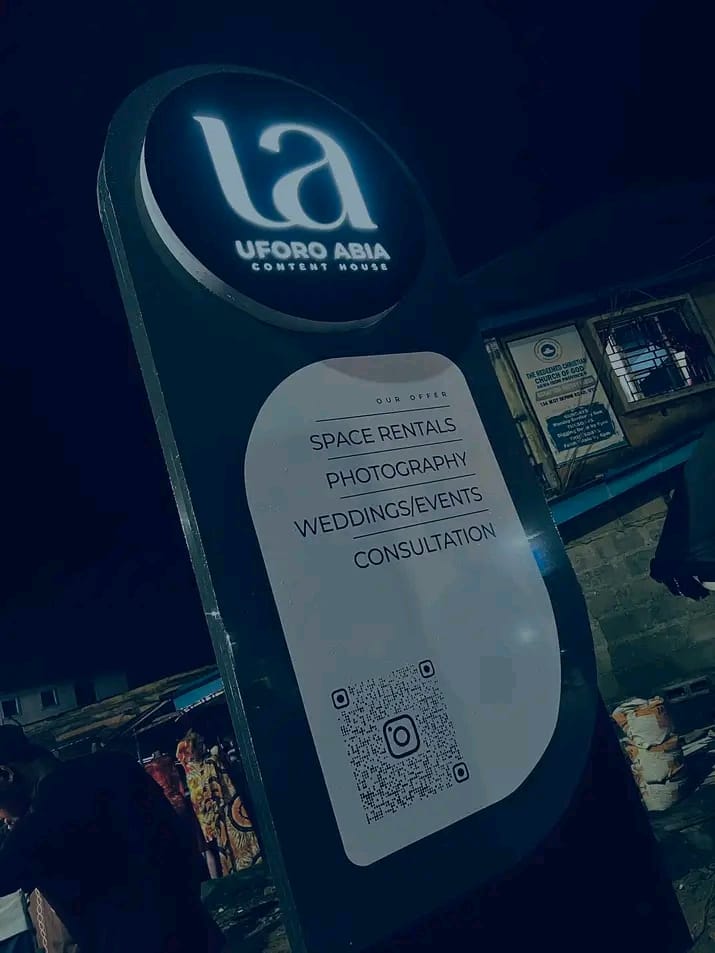 ua
UFORO ABIA
CONTENT HOUSE
OUR OFFER
SPACE RENTALS
PHOTOGRAPHY
WEDDINGS/EVENTS
CONSULTATION
THE REDEEMED CHRISTIAN
CHURCH OF GOD